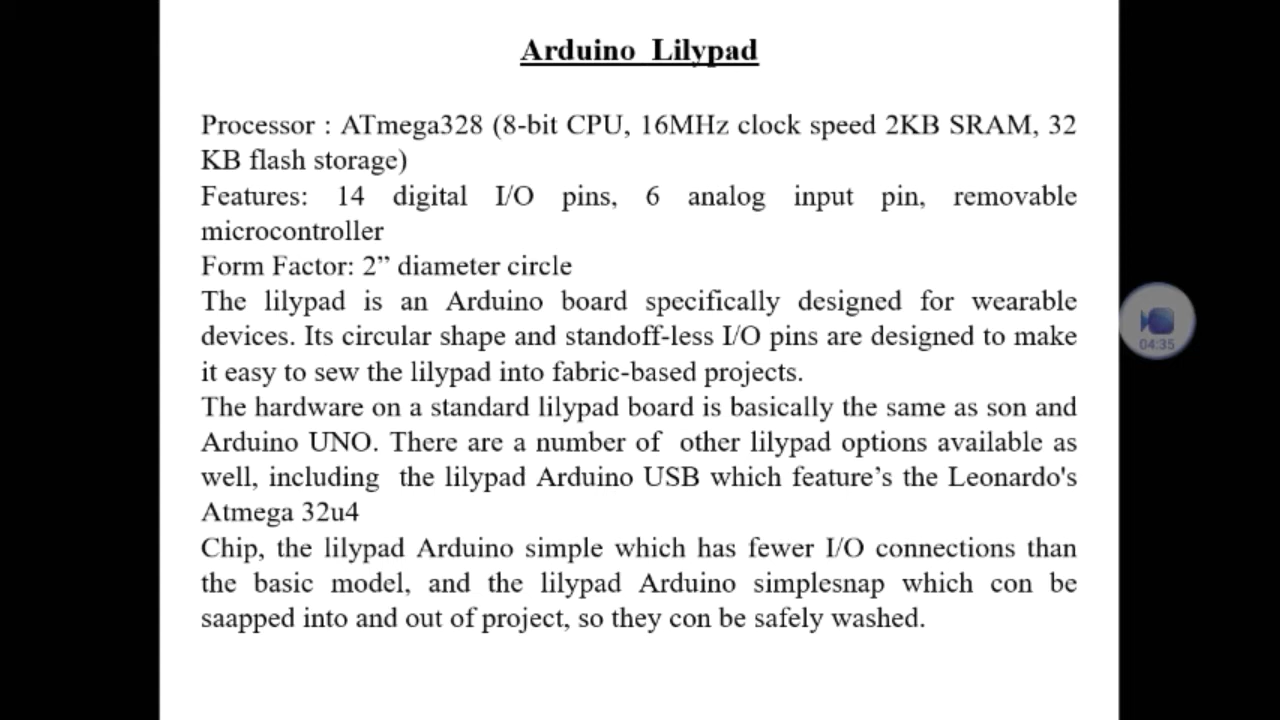 Arduino Lilypad
Processor : ATmega328 (8-bit CPU, 16MHz clock speed 2KB SRAM, 32
KB flash storage)
Features: 14 digital I/O pins, 6 analog input pin, removable
microcontroller
Form Factor: 2” diameter circle
The lilypad is an Arduino board specifically designed for wearable
devices. Its circular shape and standoff-less I/O pins are designed to make
it easy to sew the lilypad into fabric-based projects.
The hardware on a standard lilypad board is basically the same as son and
Arduino UNO. There are a number of other lilypad options available as
well, including the lilypad Arduino USB which feature’s the Leonardo's
Atmega 32u4
Chip, the lilypad Arduino simple which has fewer I/O connections than
the basic model, and the lilypad Arduino simplesnap which con be
saapped into and out of project, so they con be safely washed.
04:35